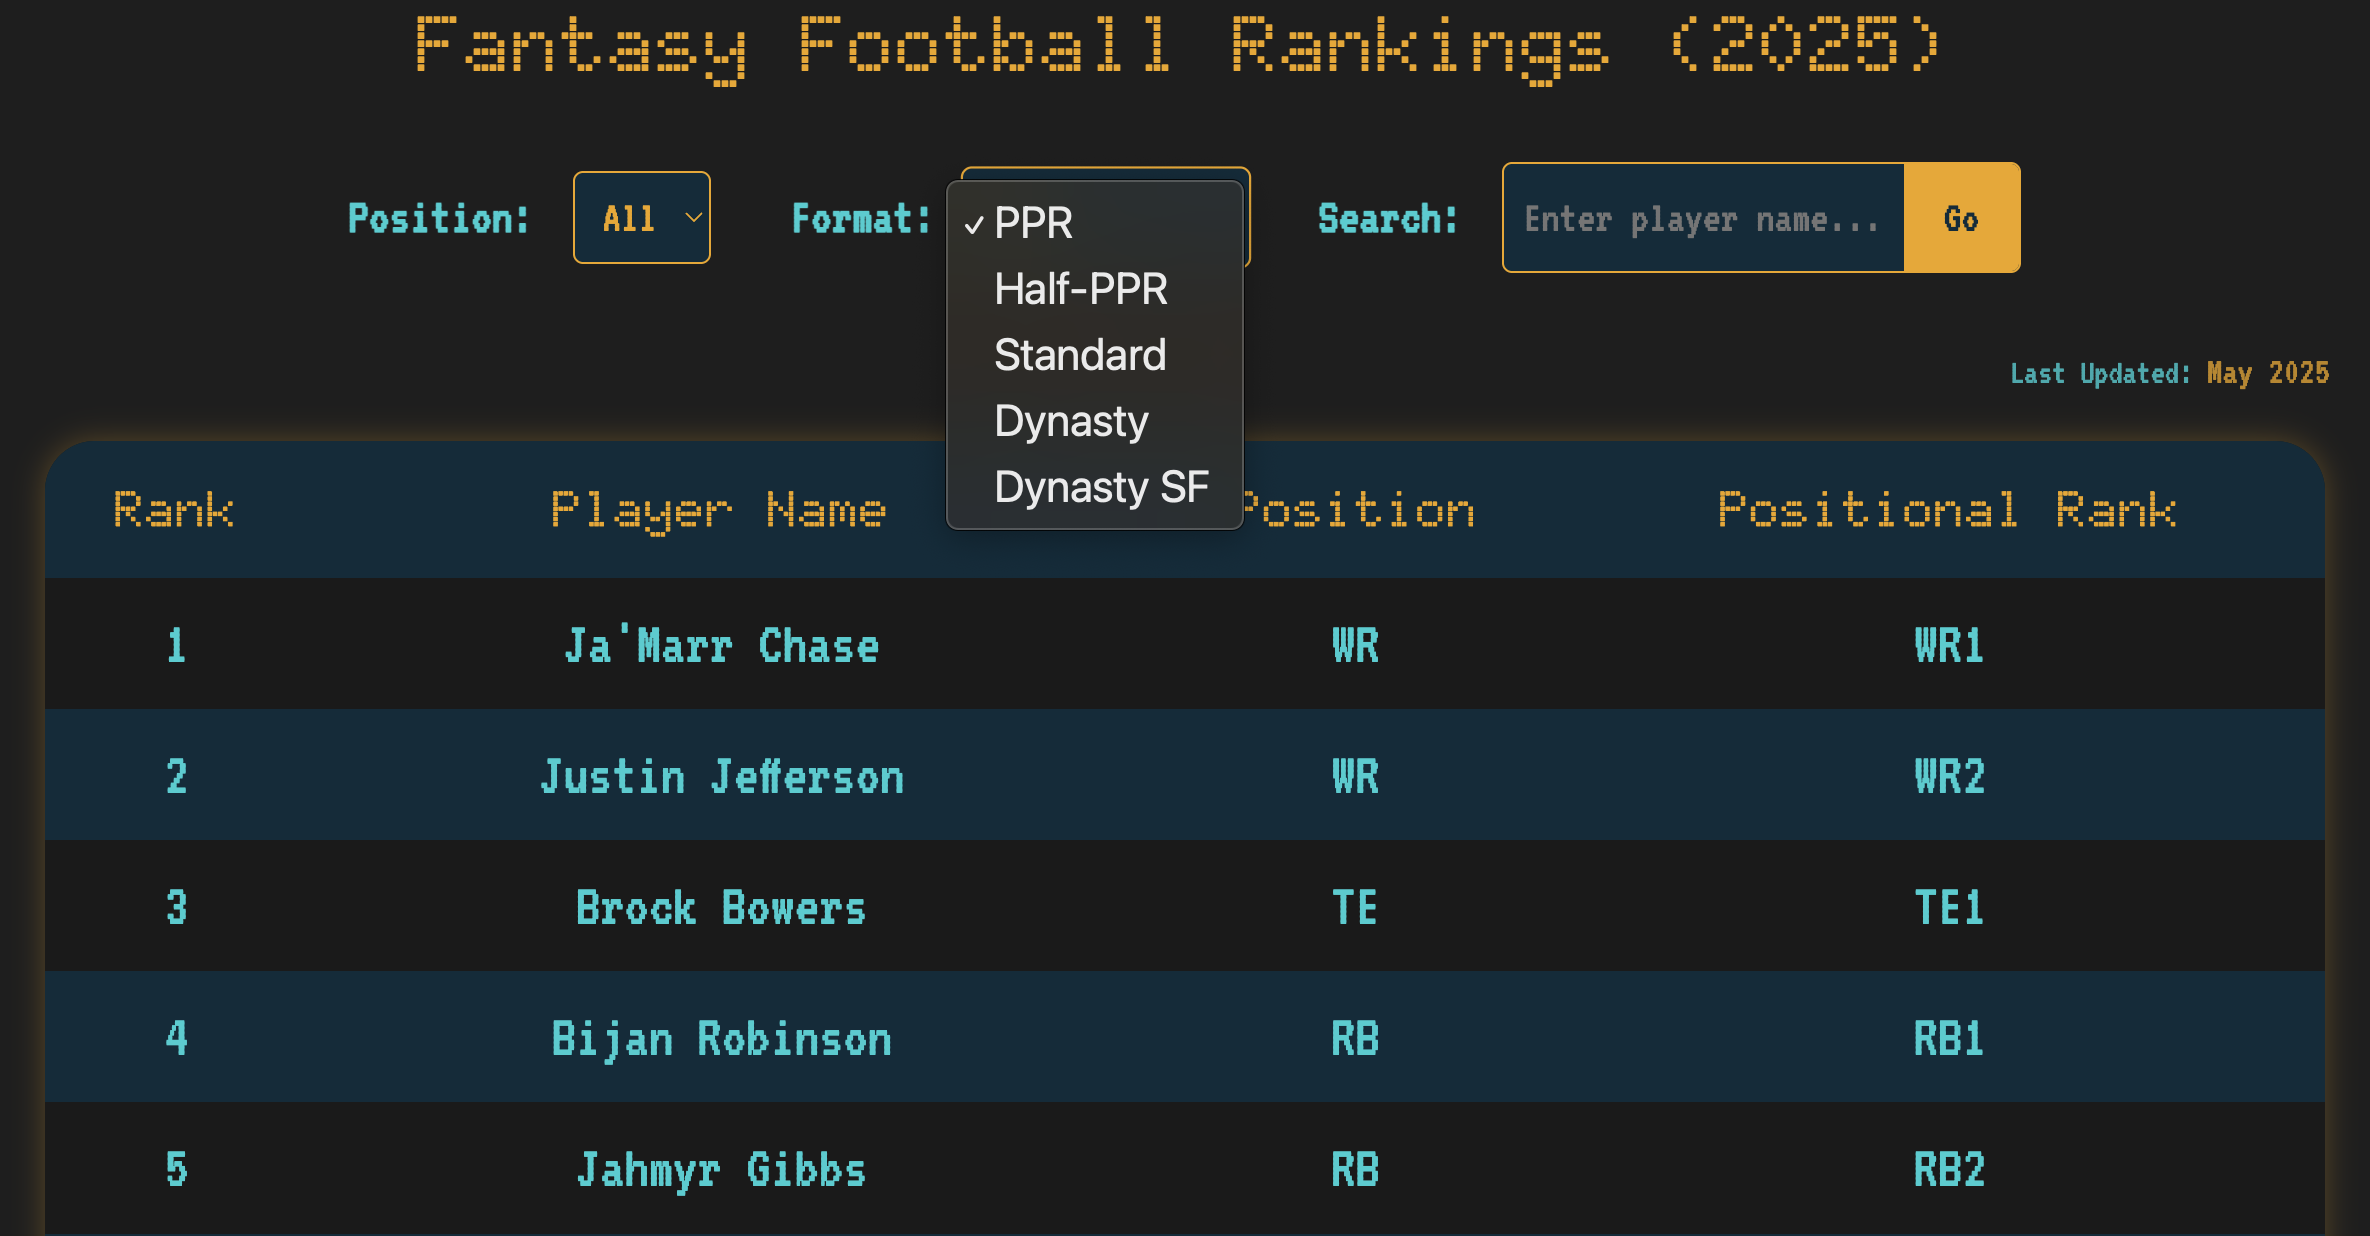 Fantasy Football Rankings (2025)
Position: All Format: Search: Enter player name... Go
✓ PPR
Half-PPR
Standard
Dynasty
Dynasty SF
Last Updated: May 2025
Rank Player Name Position Positional Rank
1 Ja'Marr Chase WR WR1
2 Justin Jefferson WR WR2
3 Brock Bowers TE TE1
4 Bijan Robinson RB RB1
5 Jahmyr Gibbs RB RB2